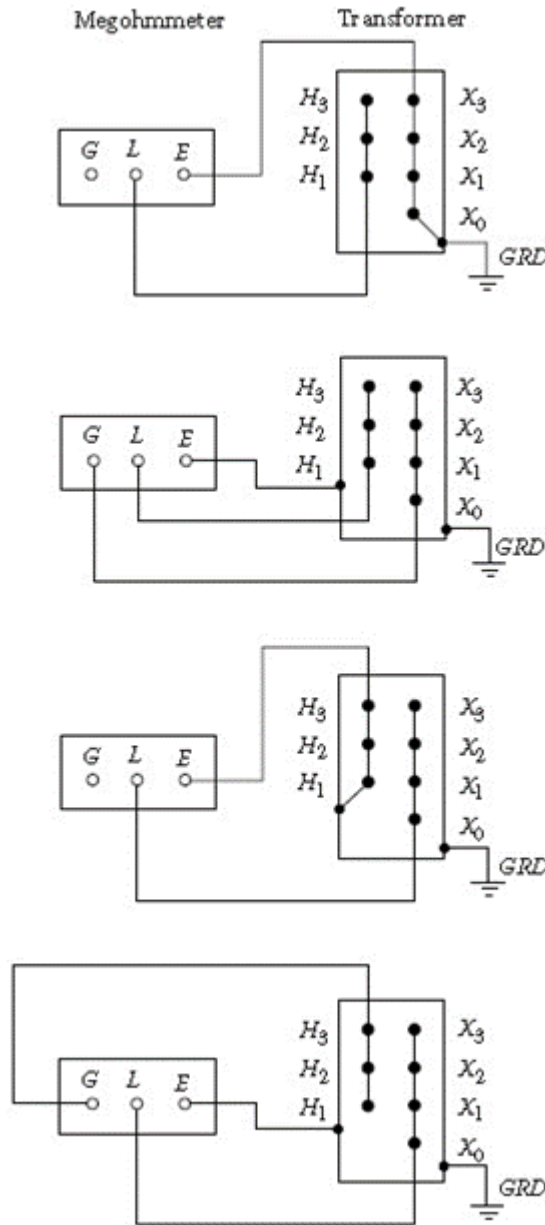 Megohmmeter Transformer
H3 X3
H2 X2
G L E
H1 X1
X0
GRD
H3 X3
H2 X2
G L E
H1 X1
X0
GRD
H3 X3
H2 X2
G L E
H1 X1
X0
GRD
H3 X3
H2 X2
G L E
H1 X1
X0
GRD